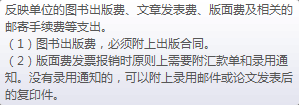 反映单位的图书出版费、文章发表费、版面费及相关的
邮寄手续费等支出。
（1）图书出版费，必须附上出版合同。
（2）版面费发票报销时原则上需要附汇款单和录用通
知。没有录用通知的，可以附上录用邮件或论文发表后
的复印件。